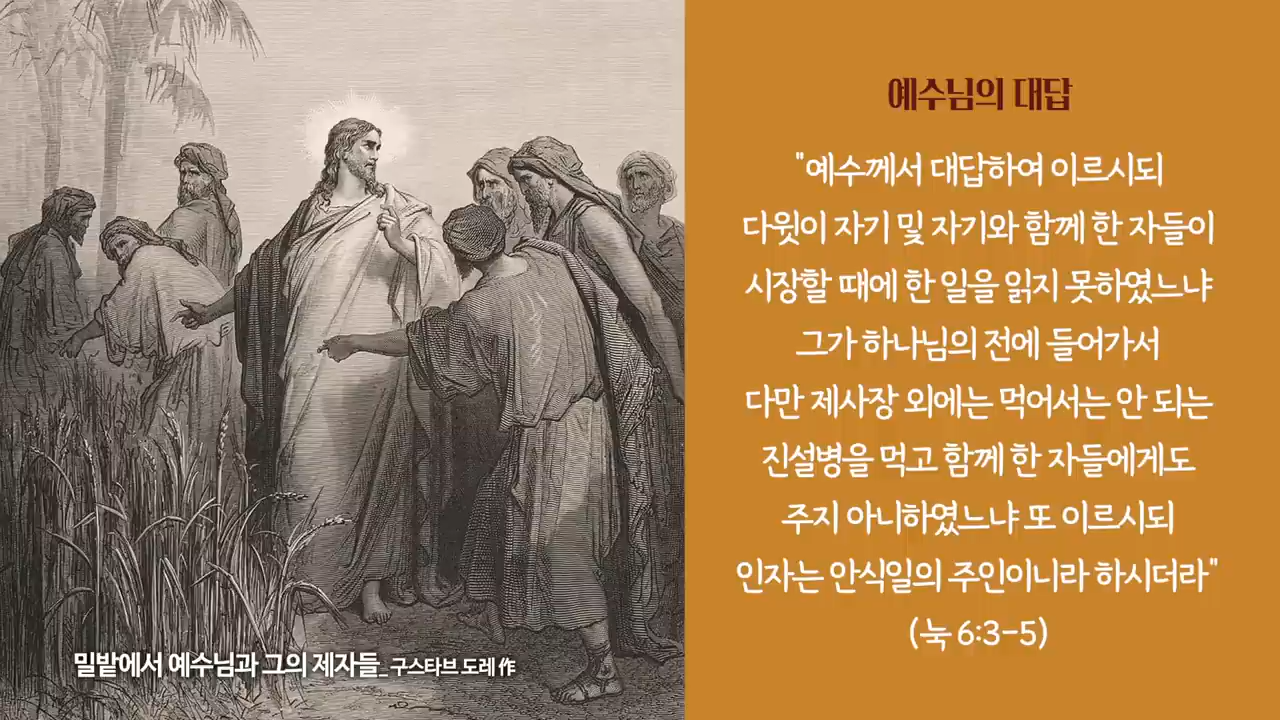 예수님의 대답
"예수께서 대답하여 이르시되
다윗이 자기 및 자기와 함께 한 자들이
시장할 때에 한 일을 읽지 못하였느냐
그가 하나님의 전에 들어가서
다만 제사장 외에는 먹어서는 안 되는
진설병을 먹고 함께 한 자들에게도
주지 아니하였느냐 또 이르시되
인자는 안식일의 주인이니라 하시더라"
(눅 6:3-5)
밀밭에서 예수님과 그의 제자들_ 구스타브 도레 作